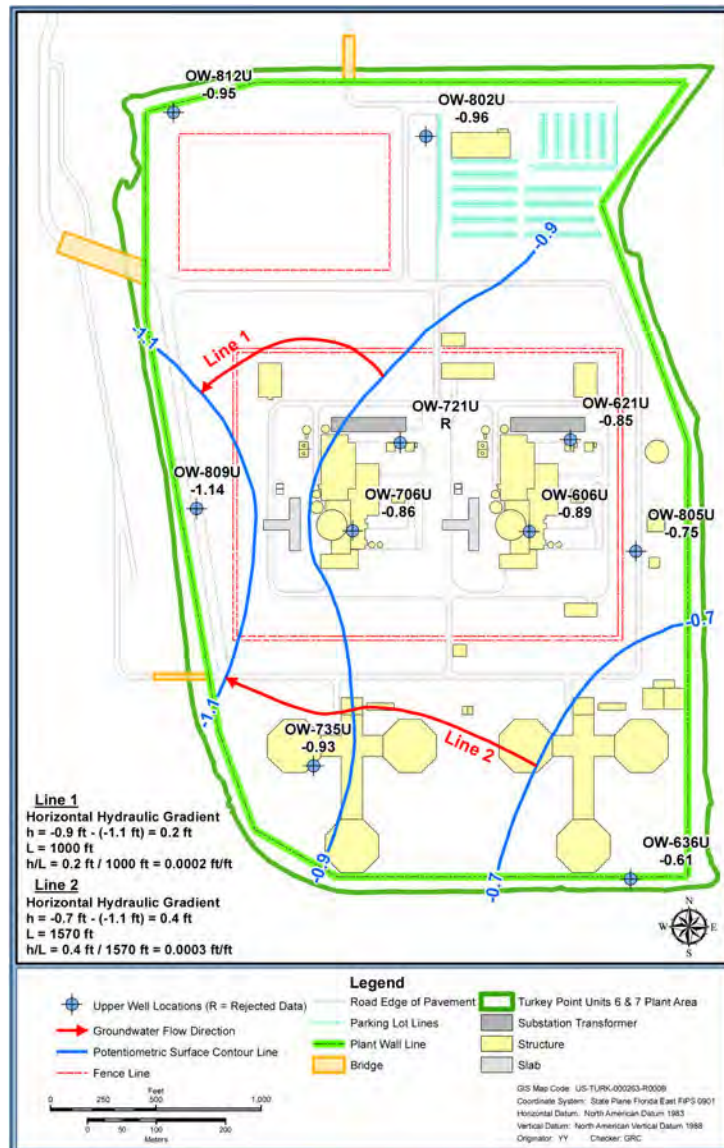 OW-812U
-0.95
OW-802U
-0.96
-0.9
-1.1
Line 1
OW-721U
R
OW-621U
-0.85
OW-809U
-1.14
OW-706U
-0.86
OW-606U
-0.89
OW-805U
-0.75
-0.7
-1.1
Line 2
OW-735U
-0.93
-0.9
-0.7
OW-636U
-0.61
Line 1
Horizontal Hydraulic Gradient
h = -0.9 ft - (-1.1 ft) = 0.2 ft
L = 1000 ft
h/L = 0.2 ft / 1000 ft = 0.0002 ft/ft
Line 2
Horizontal Hydraulic Gradient
h = -0.7 ft - (-1.1 ft) = 0.4 ft
L = 1570 ft
h/L = 0.4 ft / 1570 ft = 0.0003 ft/ft
N
W E
S
Legend
Upper Well Locations (R = Rejected Data)
Groundwater Flow Direction
Potentiometric Surface Contour Line
Fence Line
Road Edge of Pavement
Parking Lot Lines
Plant Wall Line
Bridge
Turkey Point Units 6 & 7 Plant Area
Substation Transformer
Structure
Slab
Feet
0 250 500 1,000
0 50 100 200
Meters
GIS Map Code: US-TURK-000263-R000B
Coordinate System: State Plane Florida East FIPS 0901
Horizontal Datum: North American Datum 1983
Vertical Datum: North American Vertical Datum 1988
Originator: YY Checker: GRC